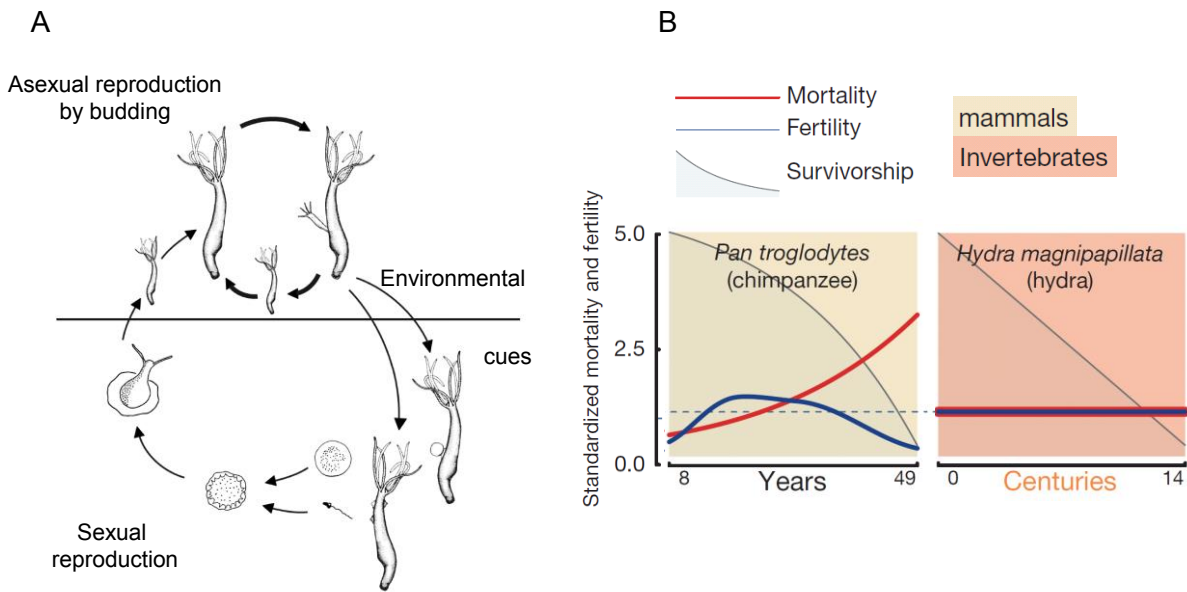 A
Asexual reproduction
by budding
Environmental
cues
Sexual
reproduction
B
Mortality
Fertility
Survivorship
mammals
Invertebrates
Standardized mortality and fertility
5.0
2.5
0.0
Pan troglodytes
(chimpanzee)
8 Years 49
Hydra magnipapillata
(hydra)
0 Centuries 14